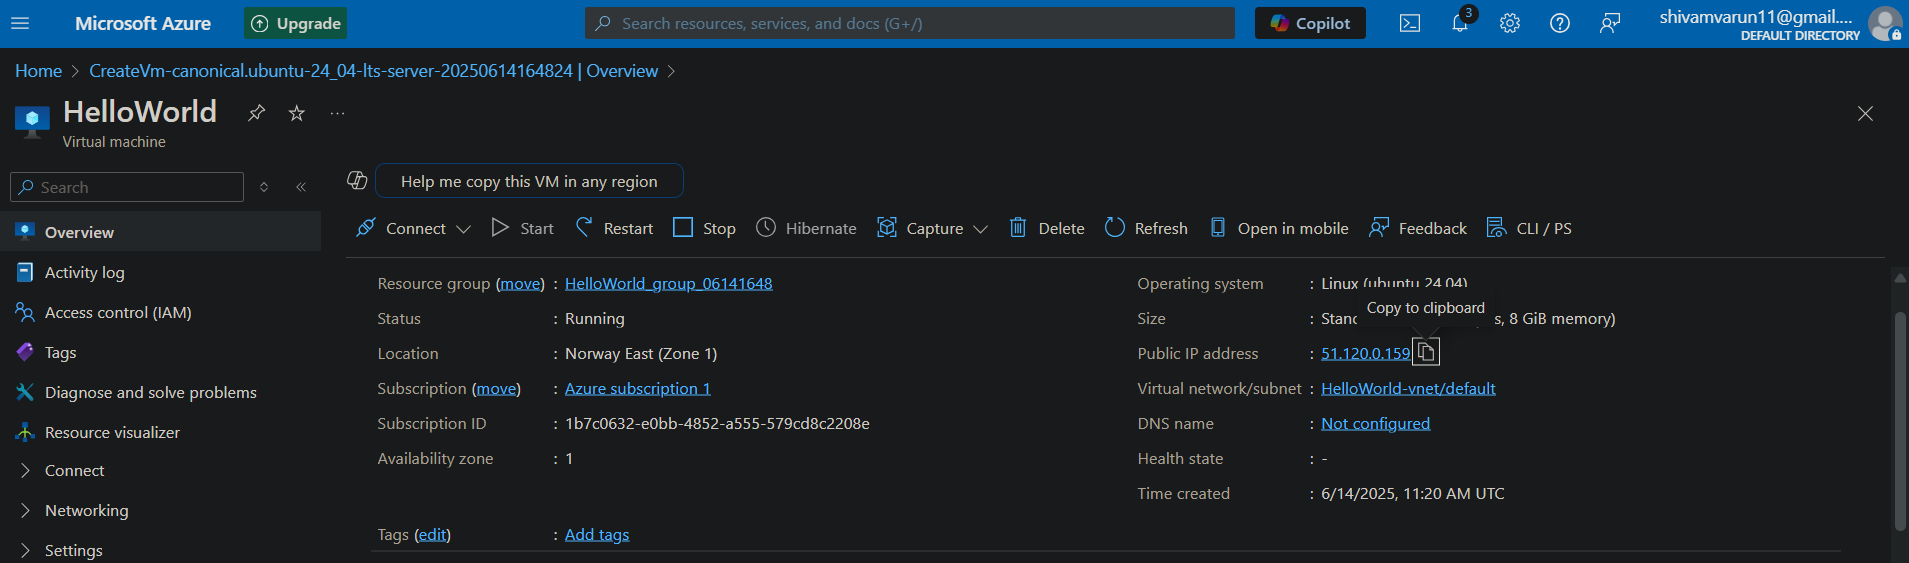 Microsoft Azure Upgrade Search resources, services, and docs (G+/) Copilot 3 shivamvarun11@gmail....
DEFAULT DIRECTORY
Home > CreateVm-canonical.ubuntu-24_04-lts-server-20250614164824 | Overview >
HelloWorld ...
Virtual machine
Search
Help me copy this VM in any region
Connect Start Restart Stop Hibernate Capture Delete Refresh Open in mobile Feedback CLI / PS
Overview
Activity log
Access control (IAM)
Tags
Diagnose and solve problems
Resource visualizer
Connect
Networking
Settings
Resource group (move) : HelloWorld_group_06141648
Status : Running
Location : Norway East (Zone 1)
Subscription (move) : Azure subscription 1
Subscription ID : 1b7c0632-e0bb-4852-a555-579cd8c2208e
Availability zone : 1
Tags (edit) : Add tags
Operating system : Linux (ubuntu 24.04)
Copy to clipboard
Size : Stan s, 8 GiB memory)
Public IP address : 51.120.0.159
Virtual network/subnet : HelloWorld-vnet/default
DNS name : Not configured
Health state : -
Time created : 6/14/2025, 11:20 AM UTC